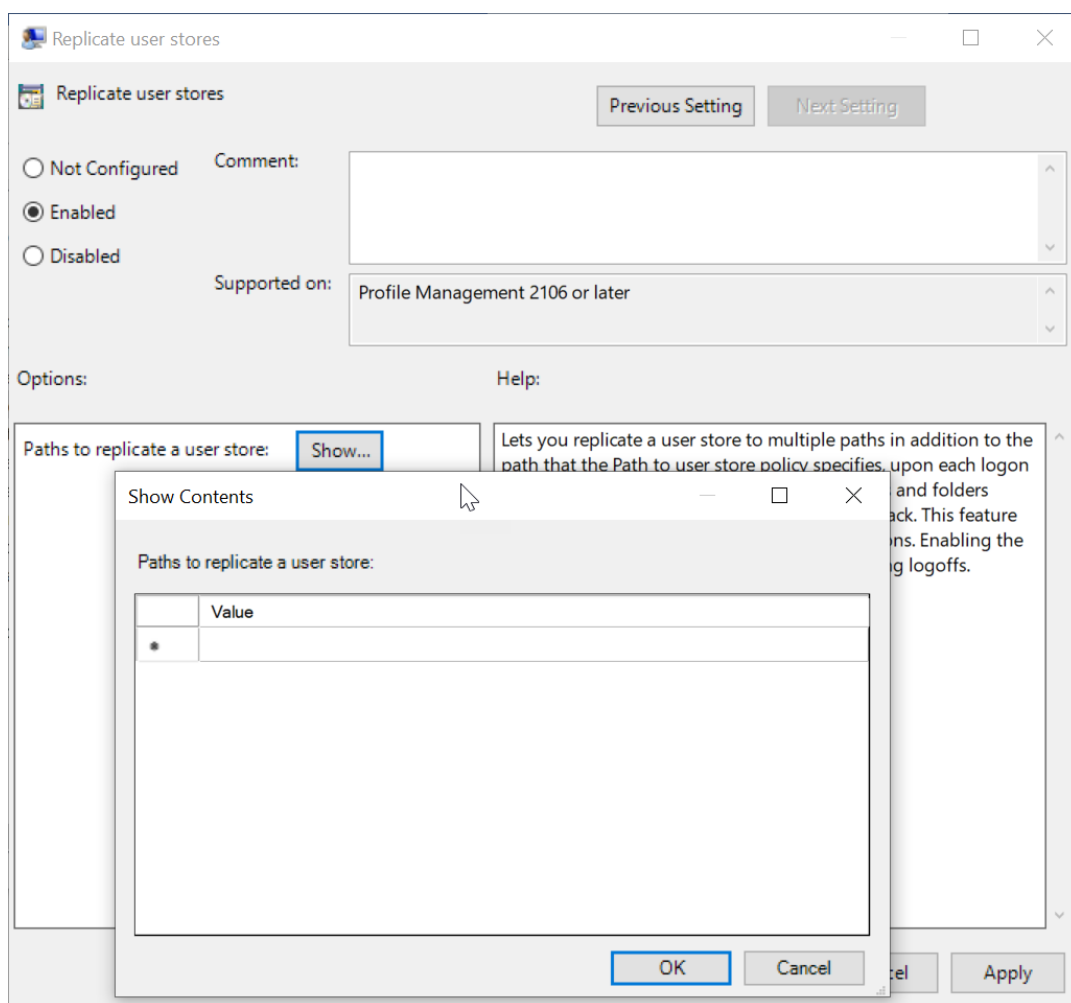 Replicate user stores
Replicate user stores
Previous Setting
Next Setting
Not Configured
Comment:
Enabled
Disabled
Supported on:
Profile Management 2106 or later
Options:
Help:
Paths to replicate a user store:
Show...
Lets you replicate a user store to multiple paths in addition to the
path that the Path to user store policy specifies, upon each logon
and folders
This feature
Enabling the
logoffs.
Show Contents
Paths to replicate a user store:
Value
OK
Cancel
Apply